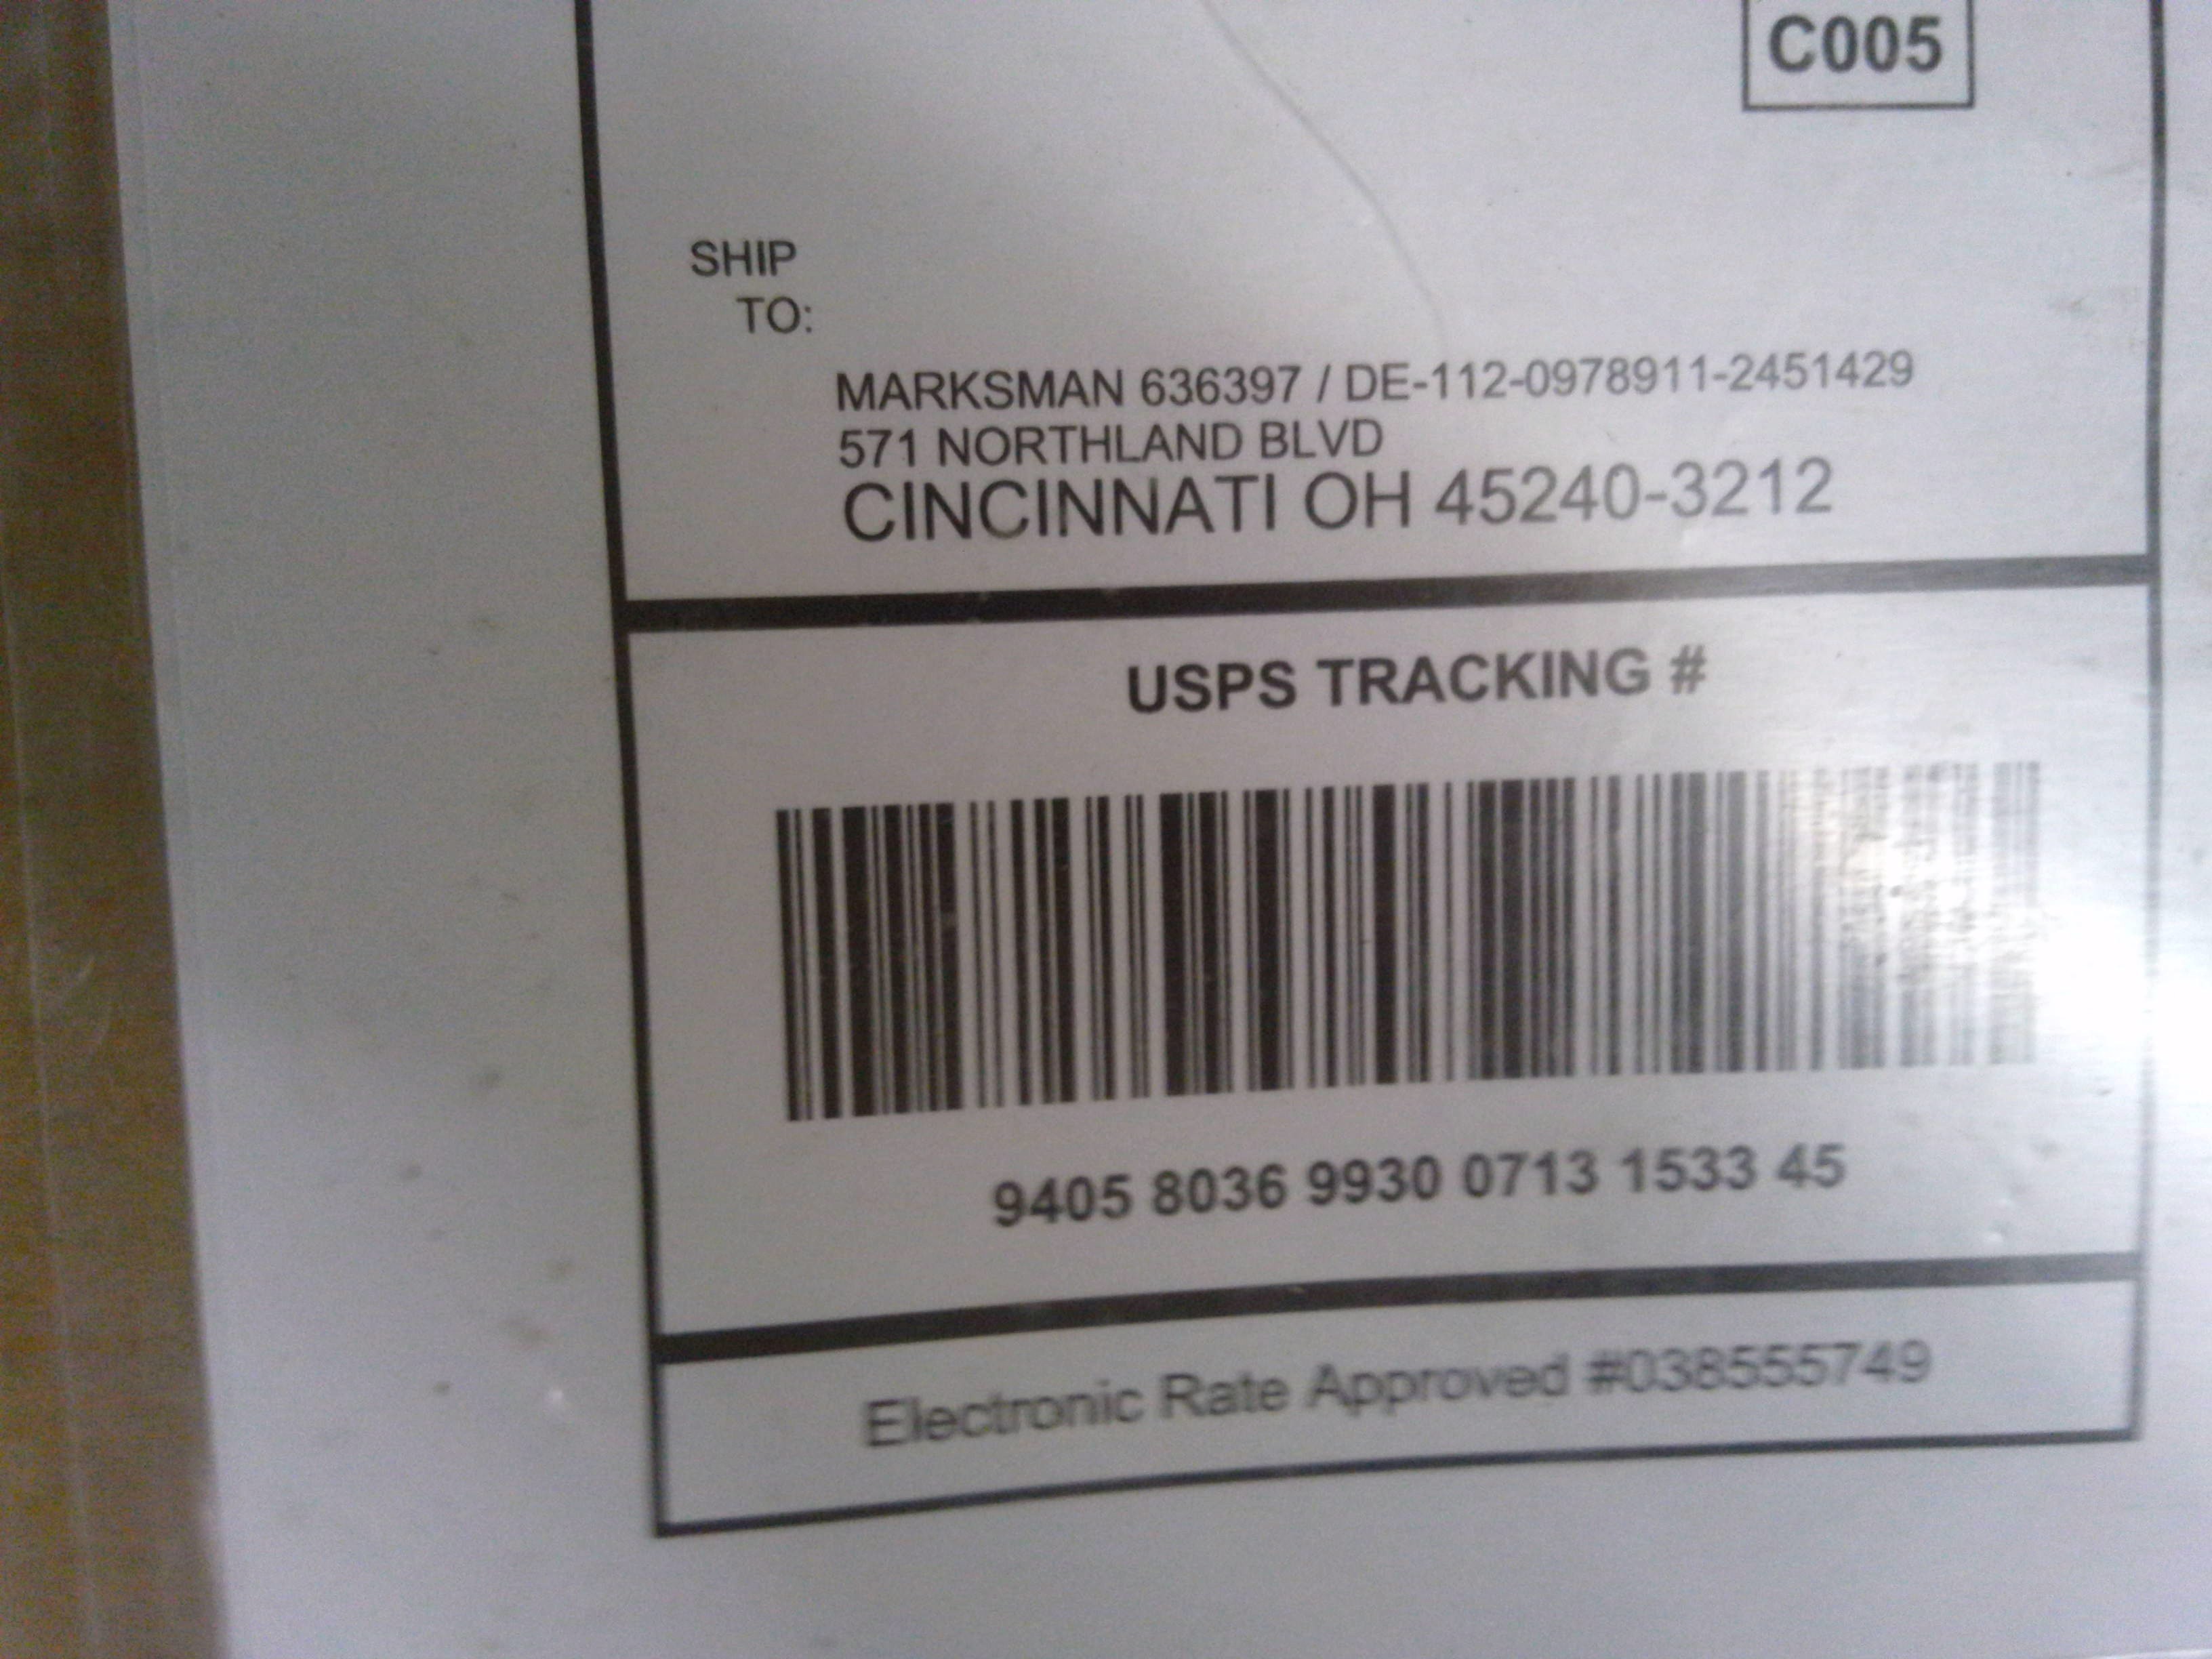 C005
SHIP
TO:
MARKSMAN 636397 / DE-112-0978911-2451429
571 NORTHLAND BLVD
CINCINNATI OH 45240-3212
USPS TRACKING #
9405 8036 9930 0713 1533 45
Electronic Rate Approved #038555749